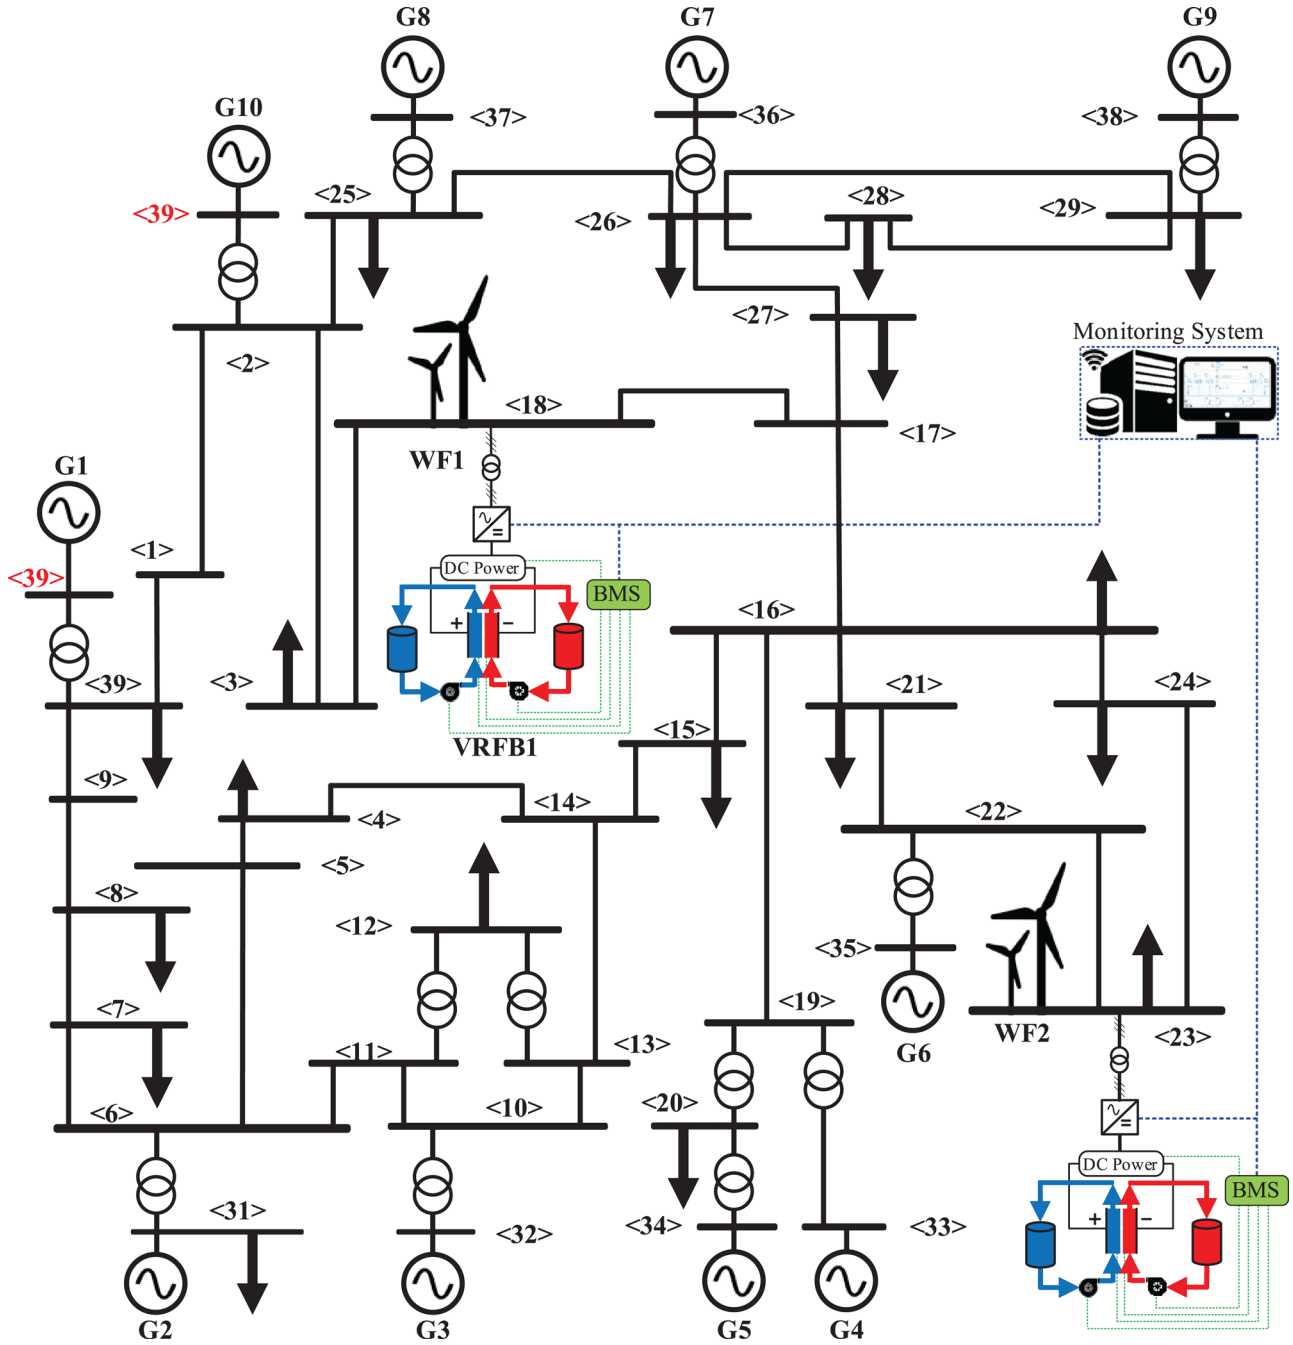 G8
G7
G9
G10
<37>
<36>
<38>
<25>
<39>
<26>
<28>
<29>
<27>
<2>
Monitoring System
<18>
<17>
WF1
G1
<1>
<39>
DC Power
BMS
+
−
<16>
<39>
<3>
<21>
<24>
<15>
VRFB1
<9>
<4>
<14>
<22>
<5>
<8>
<12>
<35>
<7>
<19>
WF2
<23>
G6
<11>
<13>
<6>
<10>
<20>
DC Power
BMS
+
−
<31>
<32>
<34>
<33>
G2
G3
G5
G4